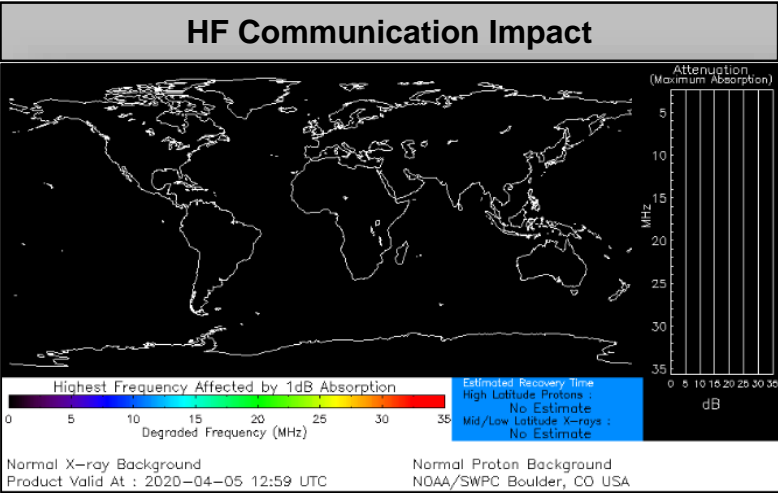 HF Communication Impact
Attenuation
(Maximum Absorption)
5
10
15
20
25
30
35
MHz
0 5 10 15 20 25 30 35
dB
Highest Frequency Affected by 1dB Absorption
0 5 10 15 20 25 30 35
Degraded Frequency (MHz)
Estimated Recovery Time
High Latitude Protons :
No Estimate
Mid/Low Latitude X-rays :
No Estimate
Normal X-ray Background
Normal Proton Background
Product Valid At : 2020-04-05 12:59 UTC
NOAA/SWPC Boulder, CO USA